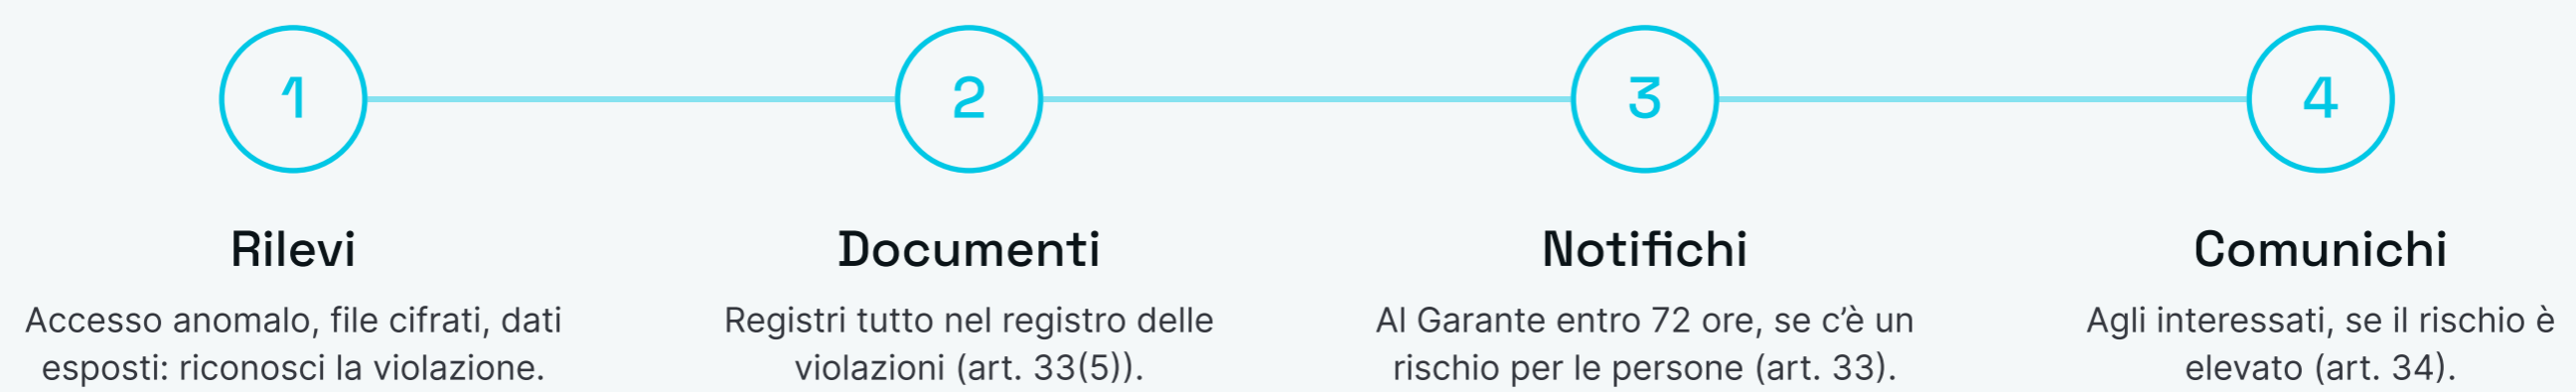 1
2
3
4
Rilevi
Accesso anomalo, file cifrati, dati
esposti: riconosci la violazione.
Documenti
Registri tutto nel registro delle
violazioni (art. 33(5)).
Notifichi
Al Garante entro 72 ore, se c’è un
rischio per le persone (art. 33).
Comunichi
Agli interessati, se il rischio è
elevato (art. 34).